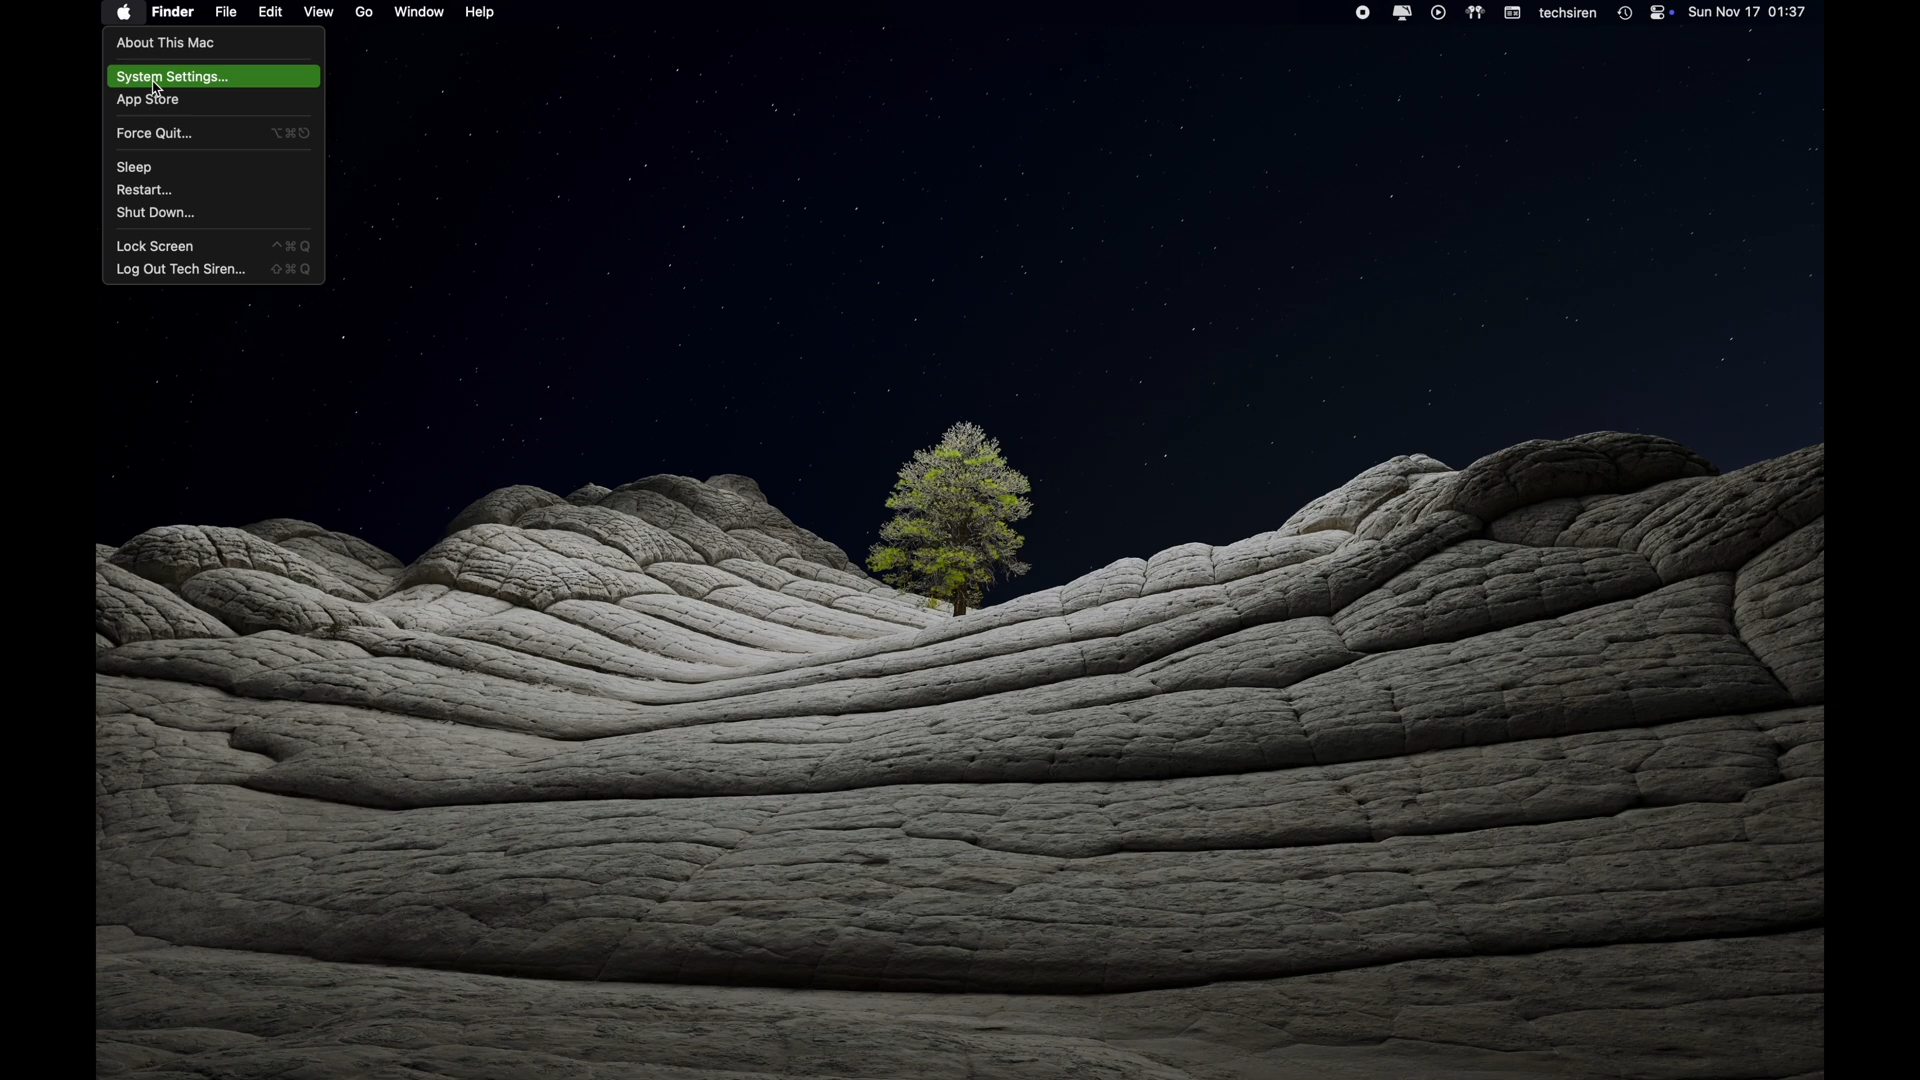 Finder File Edit View Go Window Help techsiren Sun Nov 17 01:37
About This Mac
System Settings...
App Store
Force Quit... ⌥⌘⎋
Sleep
Restart...
Shut Down...
Lock Screen ^⌘Q
Log Out Tech Siren... ⇧⌘Q